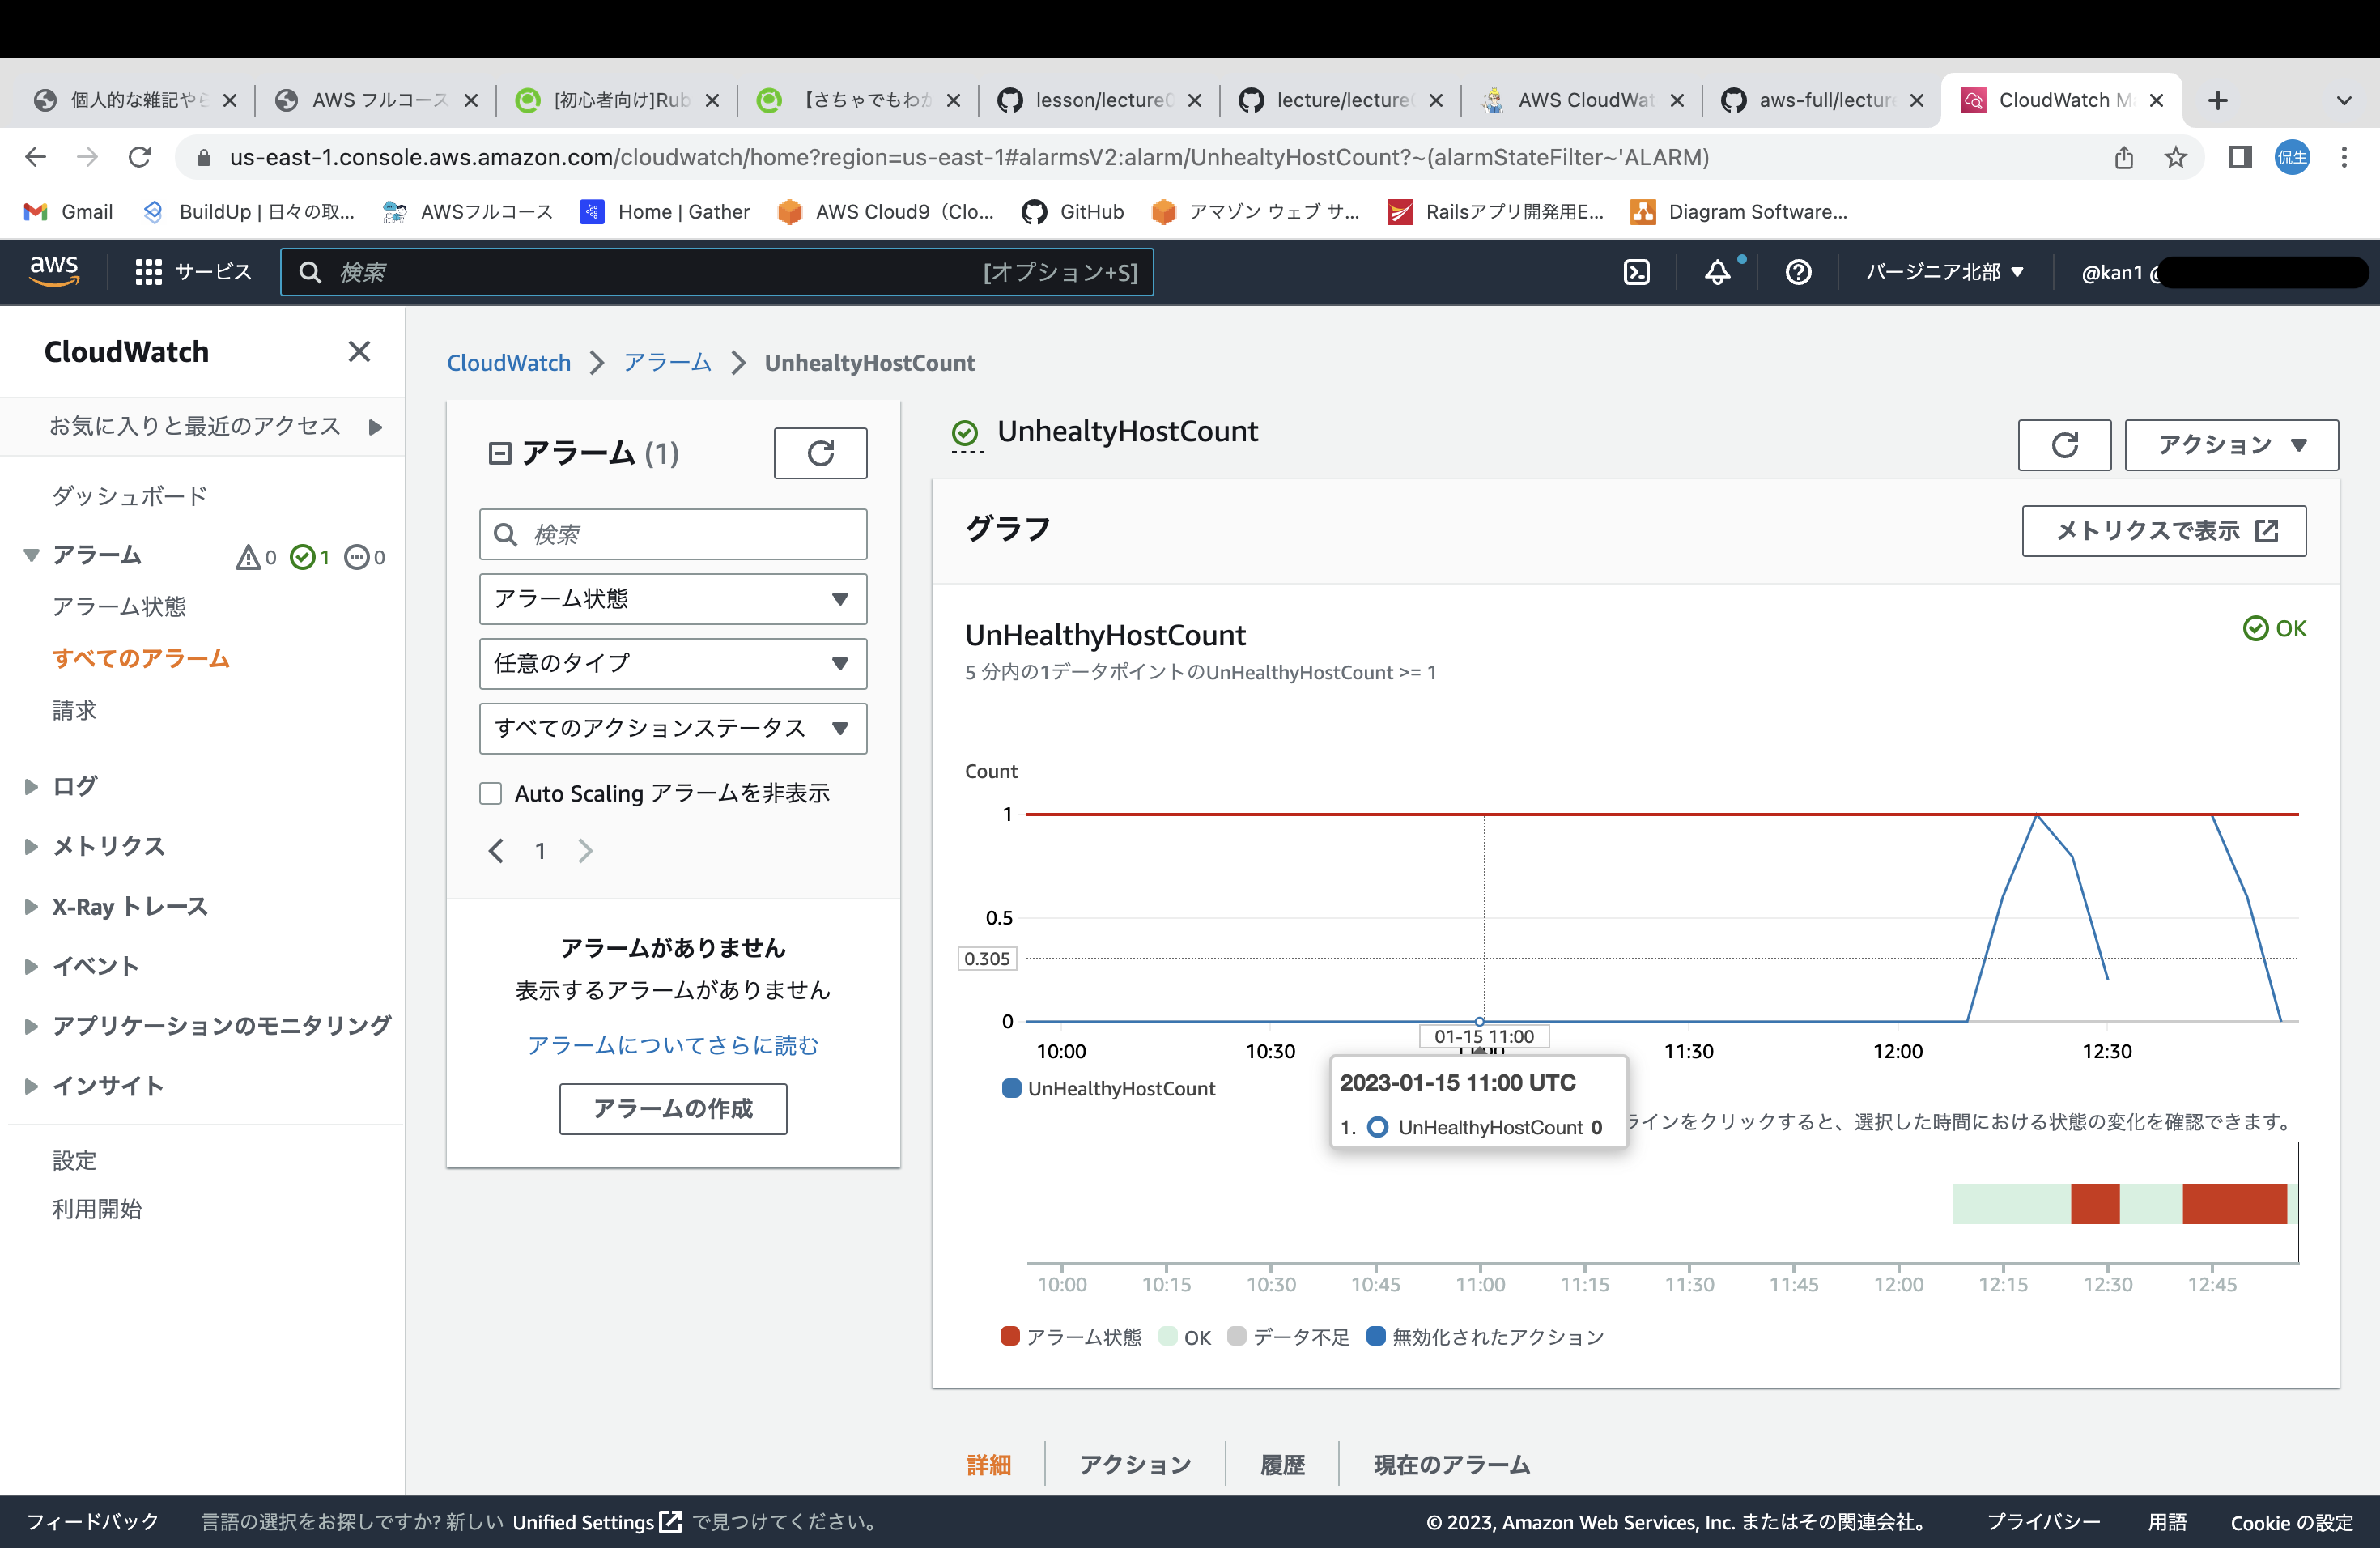 個人的な雑記やら
AWS フルコース
[初心者向け]Rub
【さちゃでもわか
lesson/lecture0
lecture/lecture0
AWS CloudWat
aws-full/lecture
CloudWatch Ma
us-east-1.console.aws.amazon.com/cloudwatch/home?region=us-east-1#alarmsV2:alarm/UnhealtyHostCount?~(alarmStateFilter~'ALARM)
侃生
Gmail
BuildUp | 日々の取...
AWSフルコース
Home | Gather
AWS Cloud9（Clo...
GitHub
アマゾン ウェブ サ...
Railsアプリ開発用E...
Diagram Software...
aws
サービス
検索
[オプション+S]
バージニア北部 ▼
@kan1 @
CloudWatch
お気に入りと最近のアクセス
ダッシュボード
アラーム
0
1
0
アラーム状態
すべてのアラーム
請求
ログ
メトリクス
X-Ray トレース
イベント
アプリケーションのモニタリング
インサイト
設定
利用開始
CloudWatch
アラーム
UnhealtyHostCount
アラーム (1)
検索
アラーム状態
任意のタイプ
すべてのアクションステータス
Auto Scaling アラームを非表示
1
アラームがありません
表示するアラームがありません
アラームについてさらに読む
アラームの作成
UnhealtyHostCount
アクション ▼
グラフ
メトリクスで表示
UnHealthyHostCount
OK
5 分内の1データポイントのUnHealthyHostCount >= 1
Count
1
0.5
0.305
0
01-15 11:00
10:00
10:30
11:30
12:00
12:30
UnHealthyHostCount
2023-01-15 11:00 UTC
1. UnHealthyHostCount 0
ラインをクリックすると、選択した時間における状態の変化を確認できます。
10:00
10:15
10:30
10:45
11:00
11:15
11:30
11:45
12:00
12:15
12:30
12:45
アラーム状態
OK
データ不足
無効化されたアクション
詳細
アクション
履歴
現在のアラーム
フィードバック
言語の選択をお探しですか? 新しい Unified Settings で見つけてください。
© 2023, Amazon Web Services, Inc. またはその関連会社。
プライバシー
用語
Cookie の設定